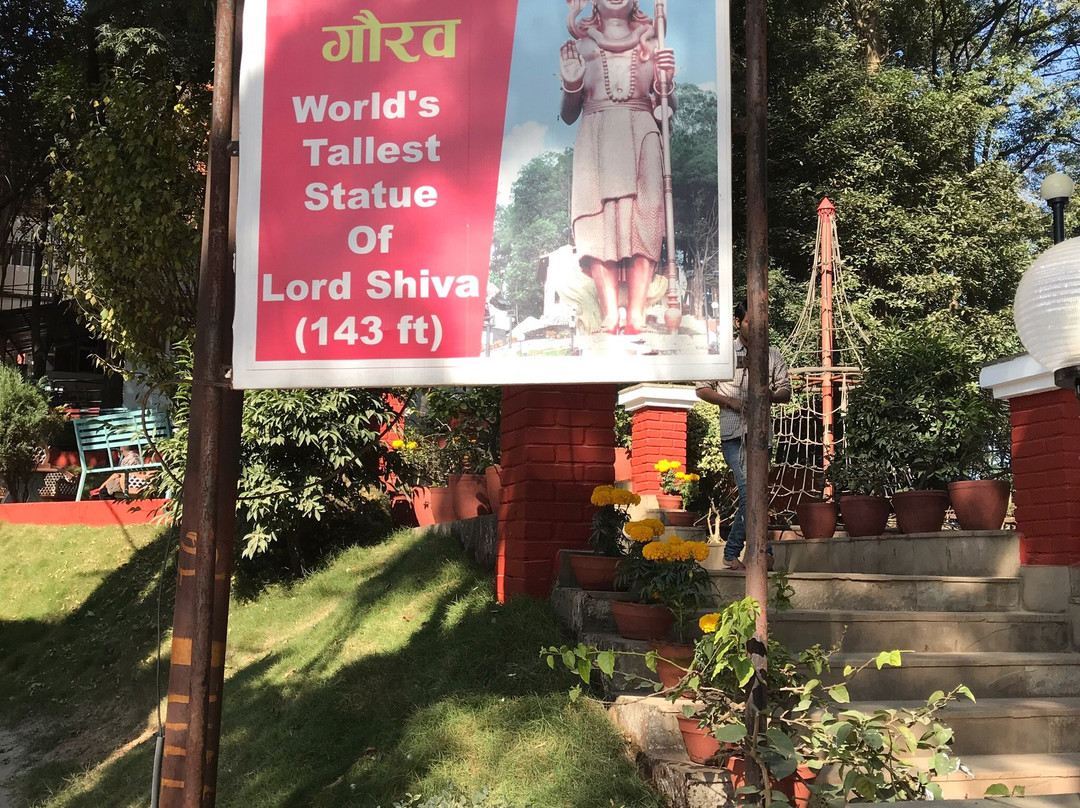 गौरव
World's
Tallest
Statue
Of
Lord Shiva
(143 ft)